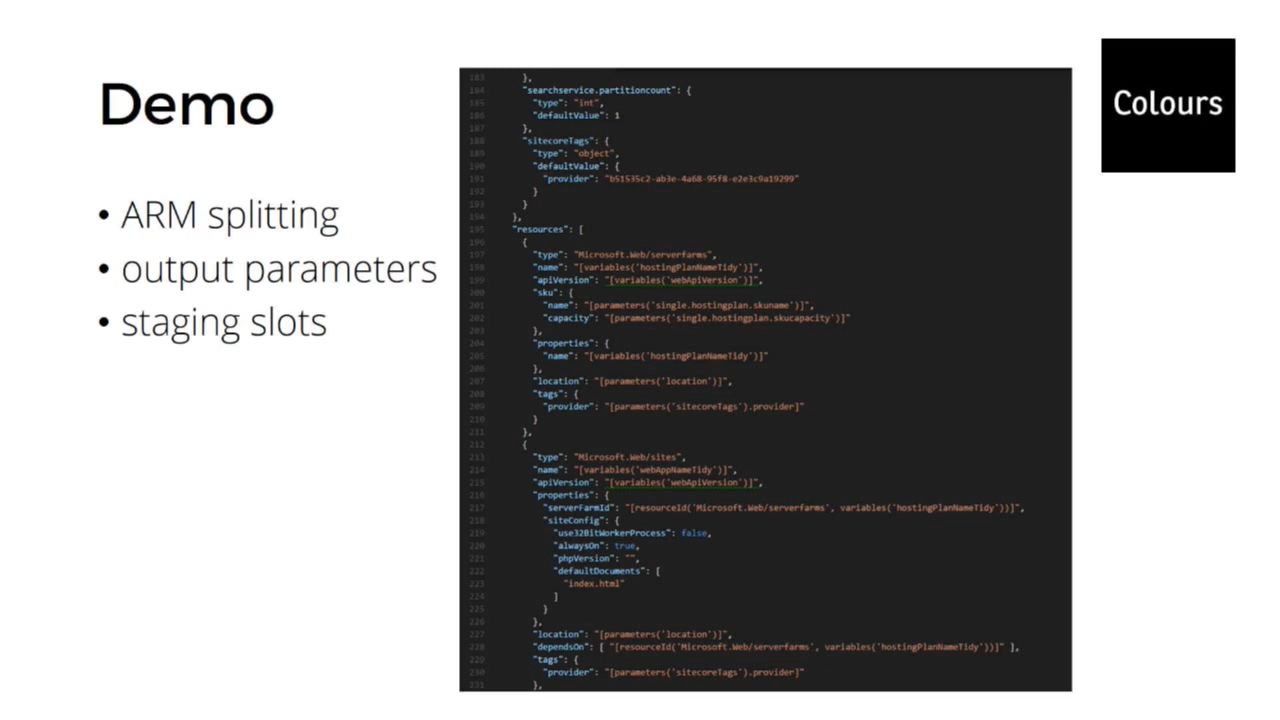 Demo
• ARM splitting
• output parameters
• staging slots
Colours
183 },
184 "searchservice.partitioncount": {
185 "type": "int",
186 "defaultValue": 1
187 },
188 "sitecoreTags": {
189 "type": "object",
190 "defaultValue": {
191 "provider": "b51535c2-ab3e-4a68-95f8-e2e3c9a19299"
192 }
193 }
194 },
195 "resources": [
196 {
197 "type": "Microsoft.Web/serverfarms",
198 "name": "[variables('hostingPlanNameTidy')]",
199 "apiVersion": "[variables('webApiVersion')]",
200 "sku": {
201 "name": "[parameters('single.hostingplan.skuname')]",
202 "capacity": "[parameters('single.hostingplan.skucapacity')]"
203 },
204 "properties": {
205 "name": "[variables('hostingPlanNameTidy')]"
206 },
207 "location": "[parameters('location')]",
208 "tags": {
209 "provider": "[parameters('sitecoreTags').provider]"
210 }
211 },
212 {
213 "type": "Microsoft.Web/sites",
214 "name": "[variables('webAppNameTidy')]",
215 "apiVersion": "[variables('webApiVersion')]",
216 "properties": {
217 "serverFarmId": "[resourceId('Microsoft.Web/serverfarms', variables('hostingPlanNameTidy'))]",
218 "siteConfig": {
219 "use32BitWorkerProcess": false,
220 "alwaysOn": true,
221 "phpVersion": "",
222 "defaultDocuments": [
223 "index.html"
224 ]
225 }
226 },
227 "location": "[parameters('location')]",
228 "dependsOn": [ "[resourceId('Microsoft.Web/serverfarms', variables('hostingPlanNameTidy'))]" ],
229 "tags": {
230 "provider": "[parameters('sitecoreTags').provider]"
231 },